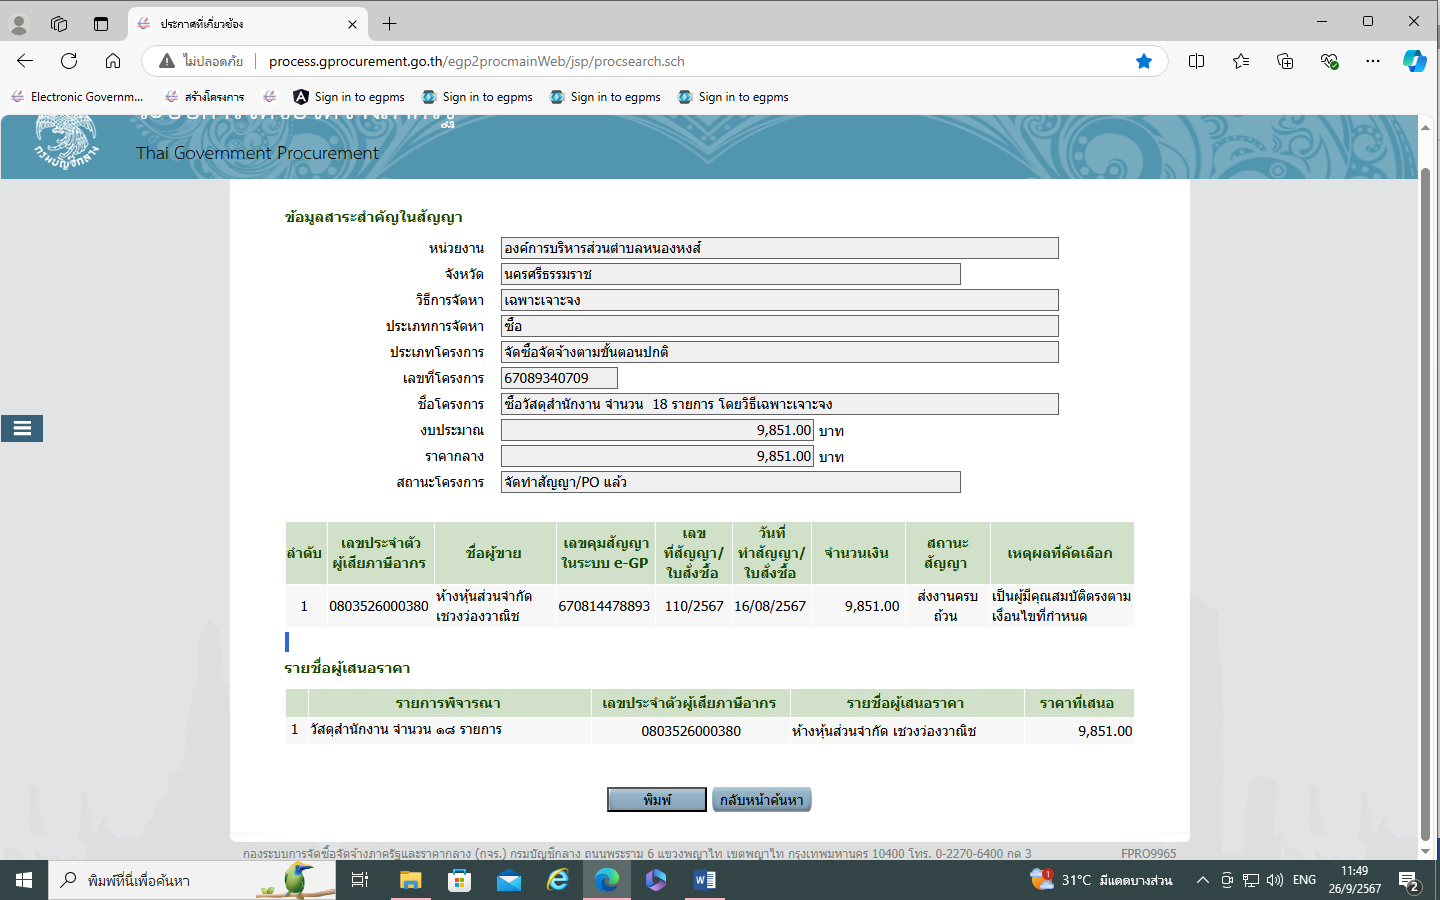 ประกาศที่เกี่ยวข้อง
ไม่ปลอดภัย process.gprocurement.go.th/egp2procmainWeb/jsp/procsearch.sch
Electronic Governm... สร้างโครงการ Sign in to egpms Sign in to egpms Sign in to egpms Sign in to egpms
กรมบัญชีกลาง
Thai Government Procurement
ข้อมูลสาระสำคัญในสัญญา
หน่วยงาน องค์การบริหารส่วนตำบลหนองหงส์
จังหวัด นครศรีธรรมราช
วิธีการจัดหา เฉพาะเจาะจง
ประเภทการจัดหา ซื้อ
ประเภทโครงการ จัดซื้อจัดจ้างตามขั้นตอนปกติ
เลขที่โครงการ 67089340709
ชื่อโครงการ ซื้อวัสดุสำนักงาน จำนวน 18 รายการ โดยวิธีเฉพาะเจาะจง
งบประมาณ 9,851.00 บาท
ราคากลาง 9,851.00 บาท
สถานะโครงการ จัดทำสัญญา/PO แล้ว
ลำดับ เลขประจำตัวผู้เสียภาษีอากร ชื่อผู้ขาย เลขคุมสัญญาในระบบ e-GP เลขที่สัญญา/ใบสั่งซื้อ วันที่ทำสัญญา/ใบสั่งซื้อ จำนวนเงิน สถานะสัญญา เหตุผลที่คัดเลือก
1 0803526000380 ห้างหุ้นส่วนจำกัด เชวงว่องวาณิช 670814478893 110/2567 16/08/2567 9,851.00 ส่งงานครบถ้วน เป็นผู้มีคุณสมบัติตรงตามเงื่อนไขที่กำหนด
รายชื่อผู้เสนอราคา
รายการพิจารณา เลขประจำตัวผู้เสียภาษีอากร รายชื่อผู้เสนอราคา ราคาที่เสนอ
1 วัสดุสำนักงาน จำนวน ๑๘ รายการ 0803526000380 ห้างหุ้นส่วนจำกัด เชวงว่องวาณิช 9,851.00
พิมพ์ กลับหน้าค้นหา
กองระบบการจัดซื้อจัดจ้างภาครัฐและราคากลาง (กจร.) กรมบัญชีกลาง ถนนพระราม 6 แขวงพญาไท เขตพญาไท กรุงเทพมหานคร 10400 โทร. 0-2270-6400 กด 3 FPRO9965
พิมพ์ที่นี่เพื่อค้นหา 1 31°C มีแดดบางส่วน ENG 11:49
26/9/2567 2